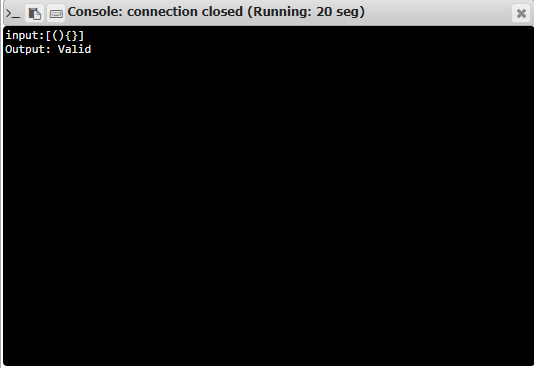 Console: connection closed (Running: 20 seg)
input:[(){}]
Output: Valid